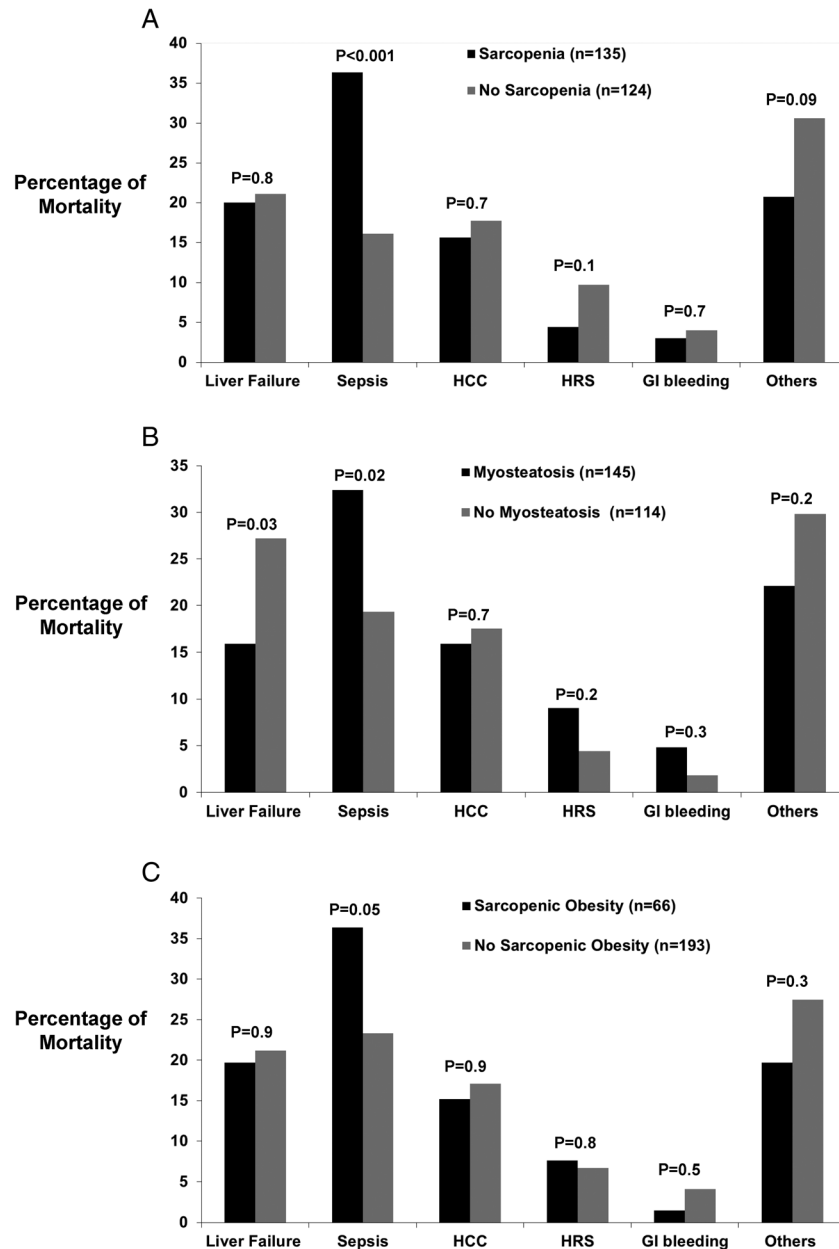 A
40
35
30
25
20
15
10
5
0
Percentage of
Mortality
Sarcopenia (n=135)
No Sarcopenia (n=124)
P=0.8
P<0.001
P=0.7
P=0.1
P=0.7
P=0.09
Liver Failure
Sepsis
HCC
HRS
GI bleeding
Others
B
35
30
25
20
15
10
5
0
Percentage of
Mortality
Myosteatosis (n=145)
No Myosteatosis (n=114)
P=0.03
P=0.02
P=0.7
P=0.2
P=0.3
P=0.2
Liver Failure
Sepsis
HCC
HRS
GI bleeding
Others
C
40
35
30
25
20
15
10
5
0
Percentage of
Mortality
Sarcopenic Obesity (n=66)
No Sarcopenic Obesity (n=193)
P=0.9
P=0.05
P=0.9
P=0.8
P=0.5
P=0.3
Liver Failure
Sepsis
HCC
HRS
GI bleeding
Others